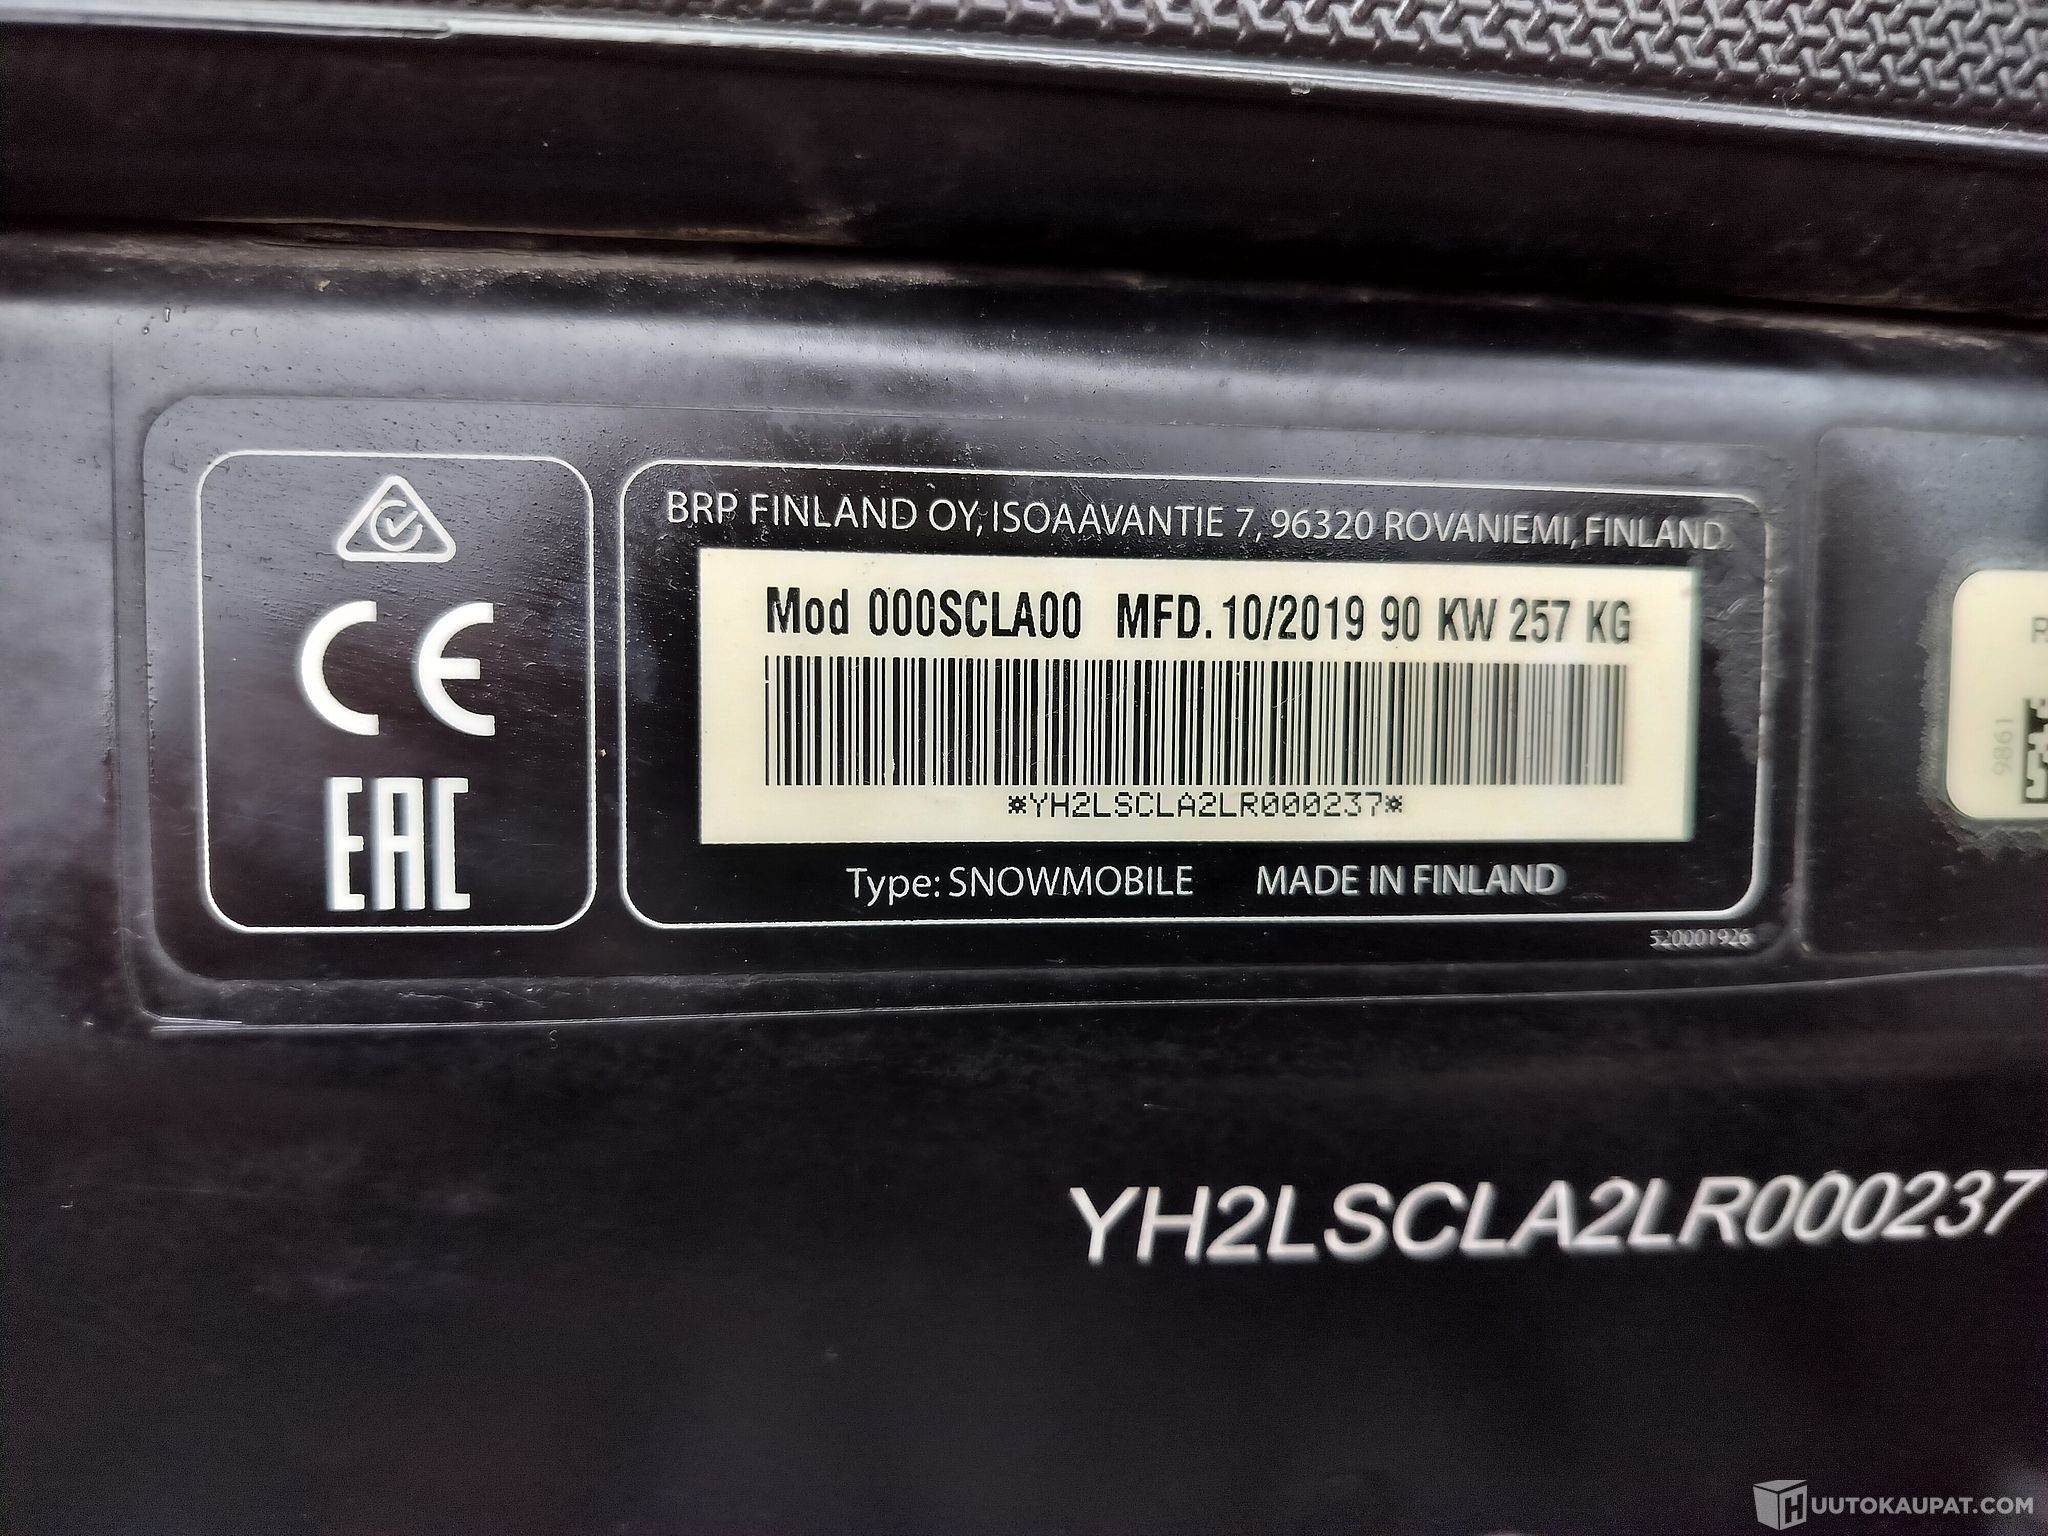 BRP FINLAND OY, ISOAAVANTIE 7, 96320 ROVANIEMI, FINLAND
Mod 000SCLA00 MFD. 10/2019 90 KW 257 KG
*YH2LSCLA2LR000237*
Type: SNOWMOBILE MADE IN FINLAND
CE
EAC
520001926
R
9861
YH2LSCLA2LR000237
HUUTOKAUPAT.COM